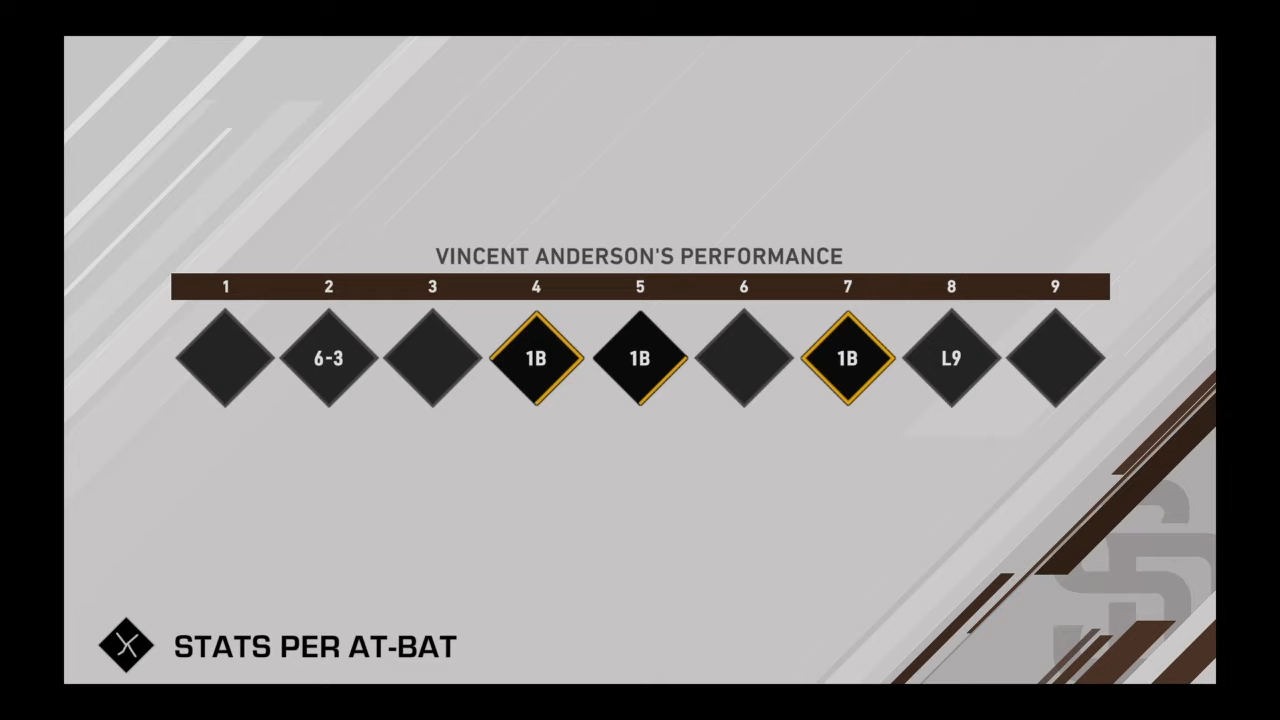 VINCENT ANDERSON'S PERFORMANCE
1 2 3 4 5 6 7 8 9
6-3 1B 1B 1B L9
STATS PER AT-BAT